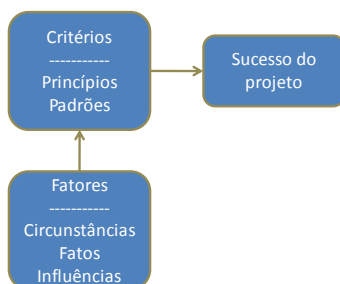 Critérios
-----------
Princípios
Padrões
Sucesso do
projeto
Fatores
-----------
Circunstâncias
Fatos
Influências